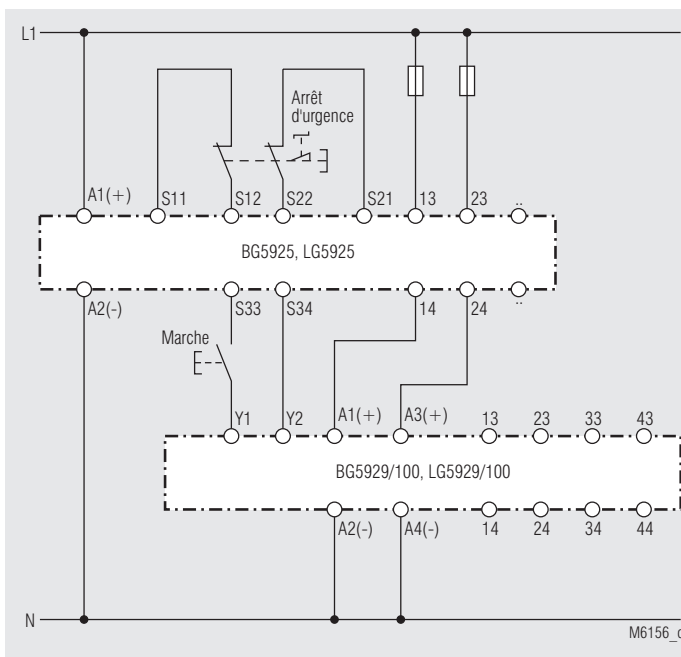 L1
Arrêt
d'urgence
A1(+) S11 S12 S22 S21 13 23 ..
BG5925, LG5925
A2(-) S33 S34 14 24 ..
Marche
Y1 Y2 A1(+) A3(+) 13 23 33 43
BG5929/100, LG5929/100
A2(-) A4(-) 14 24 34 44
N